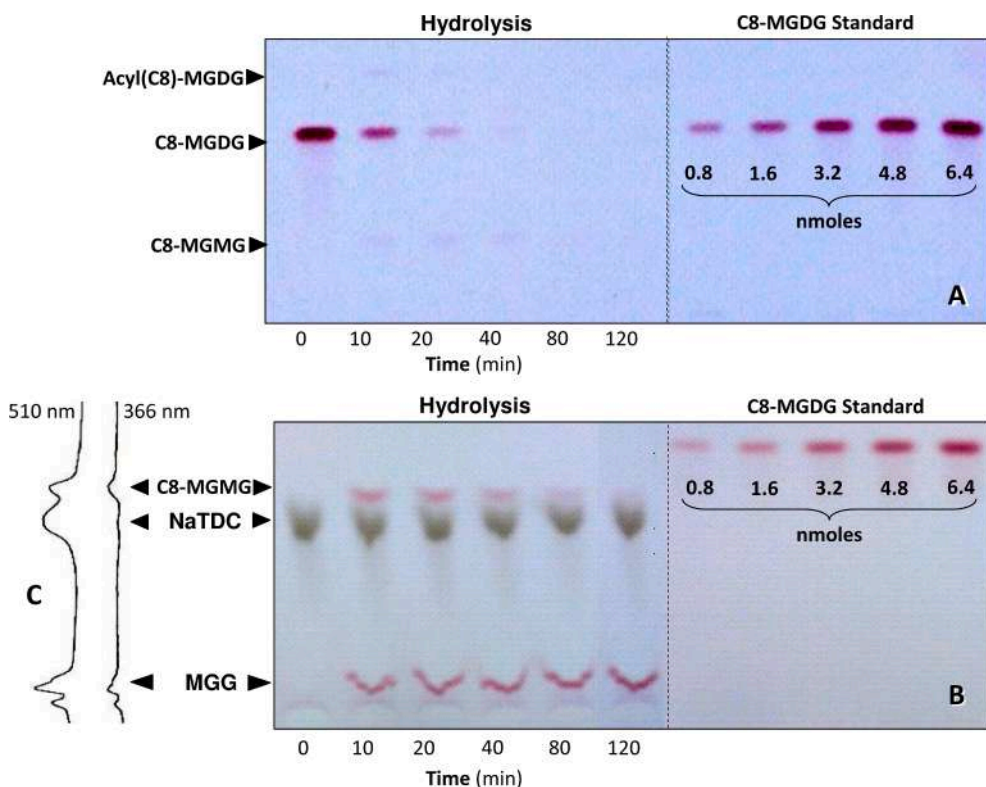 Hydrolysis
C8-MGDG Standard
Acyl(C8)-MGDG
C8-MGDG
C8-MGMG
0.8 1.6 3.2 4.8 6.4
nmoles
A
0 10 20 40 80 120
Time (min)
510 nm 366 nm
Hydrolysis
C8-MGDG Standard
C8-MGMG
NaTDC
0.8 1.6 3.2 4.8 6.4
nmoles
C
MGG
B
0 10 20 40 80 120
Time (min)